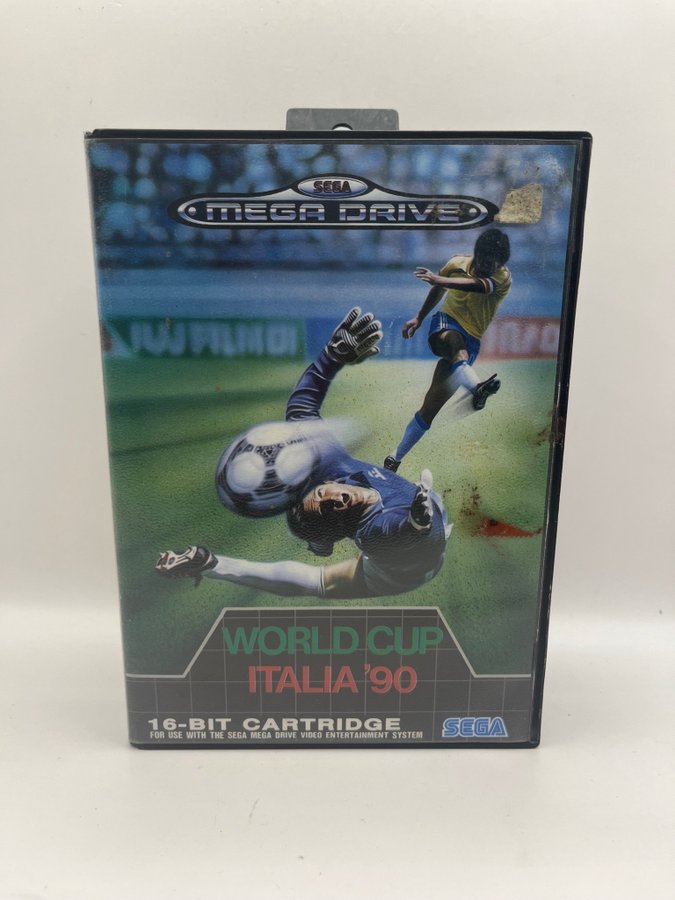 SEGA
MEGA DRIVE
WORLD CUP
ITALIA '90
16-BIT CARTRIDGE
FOR USE WITH THE SEGA MEGA DRIVE VIDEO ENTERTAINMENT SYSTEM
SEGA